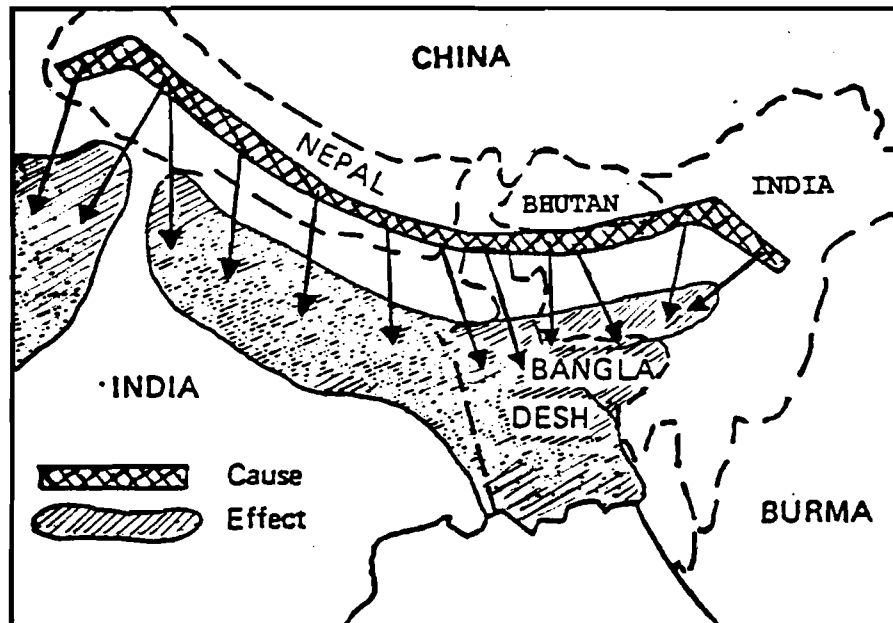 CHINA
NEPAL
BHUTAN
INDIA
BANGLA
DESH
INDIA
Cause
Effect
BURMA